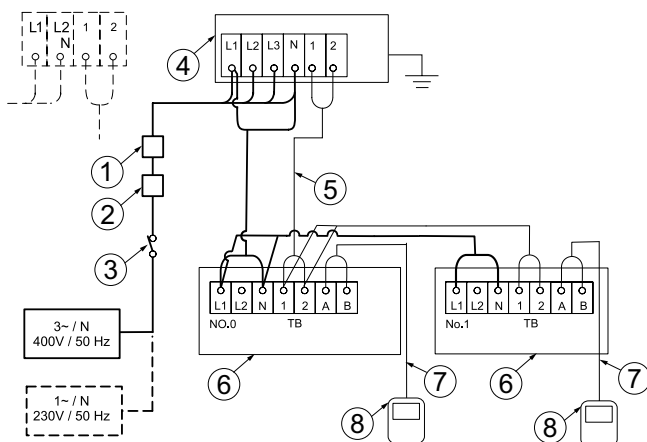 L1 L2 N 1 2
4
L1 L2 L3 N 1 2
1
2
3
5
L1 L2 N 1 2 A B
NO.0 TB
L1 L2 N 1 2 A B
No.1 TB
3~ / N
400V / 50 Hz
6
7
6
7
1~ / N
230V / 50 Hz
8
8